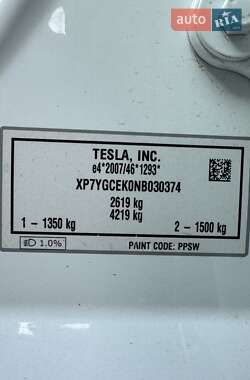 AUTO RIA
TESLA, INC.
e4*2007/46*1293*
XP7YGCEK0NB030374
2619 kg
4219 kg
1 – 1350 kg 2 – 1500 kg
1.0% PAINT CODE: PPSW